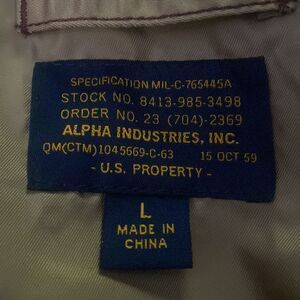 SPECIFICATION MIL-C-765445A
STOCK NO. 8413-985-3498
ORDER NO. 23 (704)-2369
ALPHA INDUSTRIES, INC.
QM(CTM)1045669-C-63 15 OCT 59
- U.S. PROPERTY -
L
MADE IN
CHINA